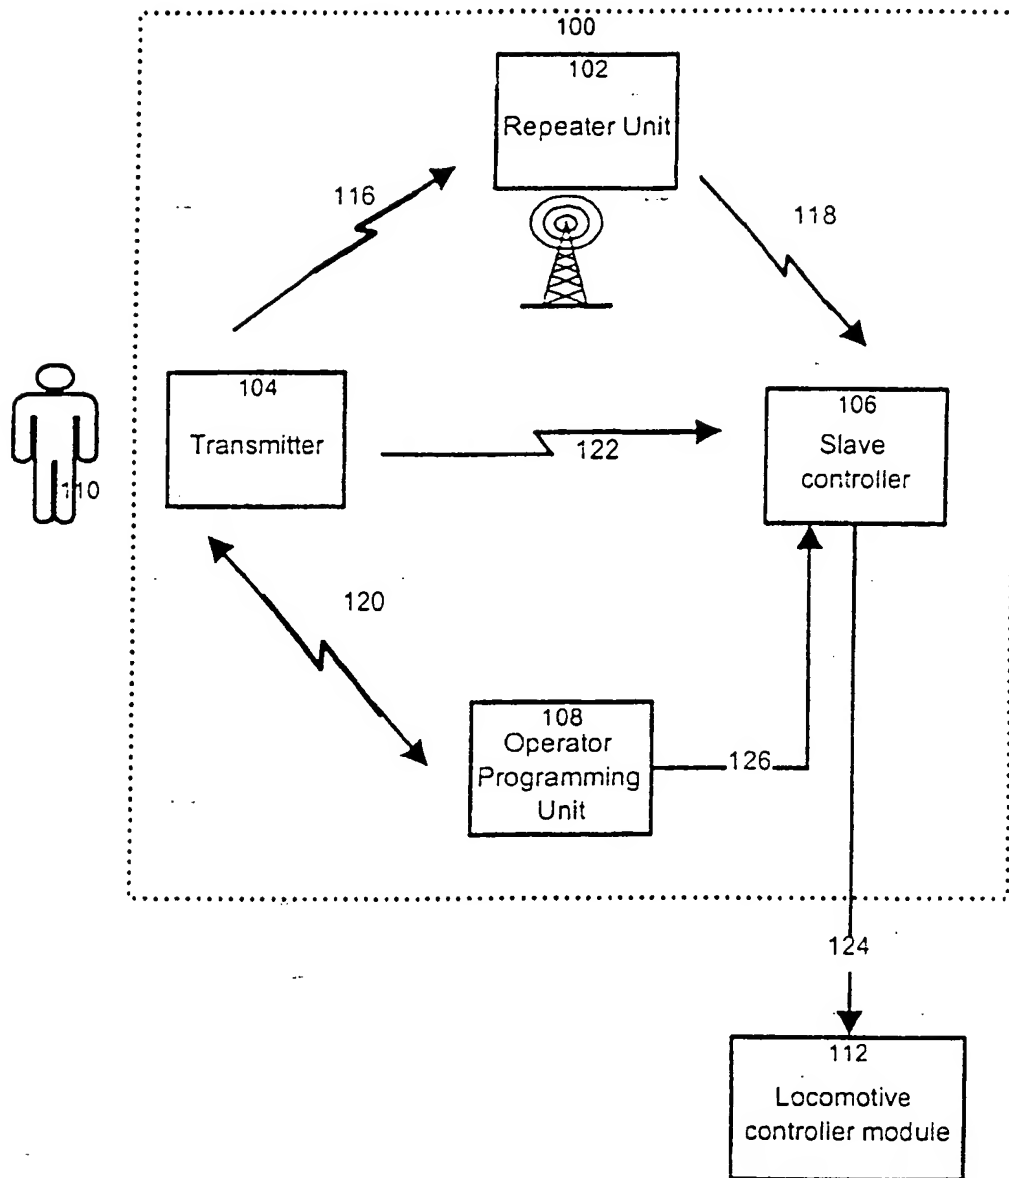 100
102
Repeater Unit
116
118
104
Transmitter
106
Slave
controller
122
110
120
108
Operator
Programming
Unit
126
124
112
Locomotive
controller module